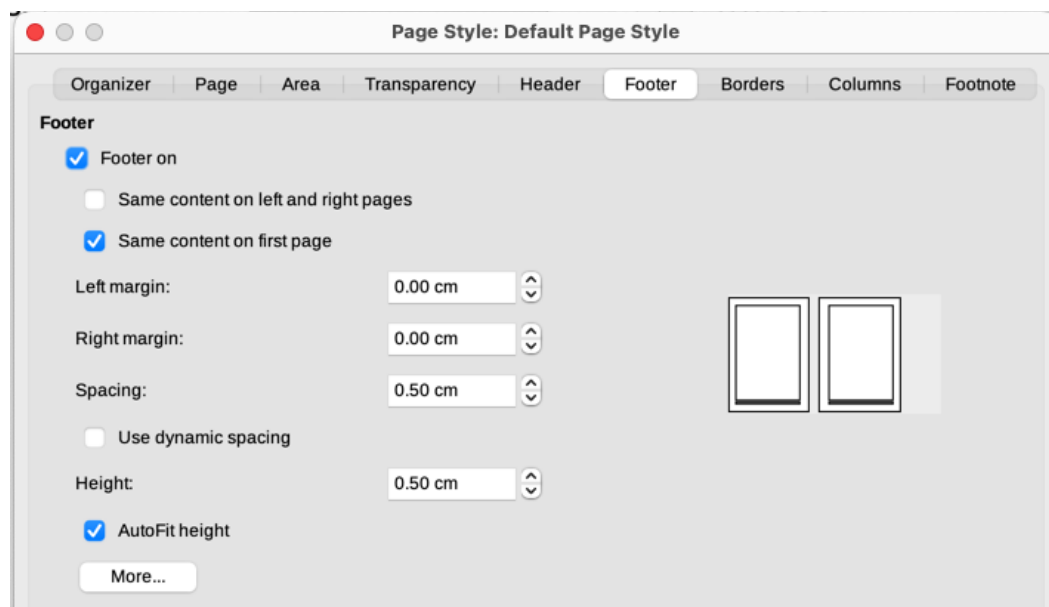 Page Style: Default Page Style
Organizer Page Area Transparency Header Footer Borders Columns Footnote
Footer
Footer on
Same content on left and right pages
Same content on first page
Left margin: 0.00 cm
Right margin: 0.00 cm
Spacing: 0.50 cm
Use dynamic spacing
Height: 0.50 cm
AutoFit height
More...